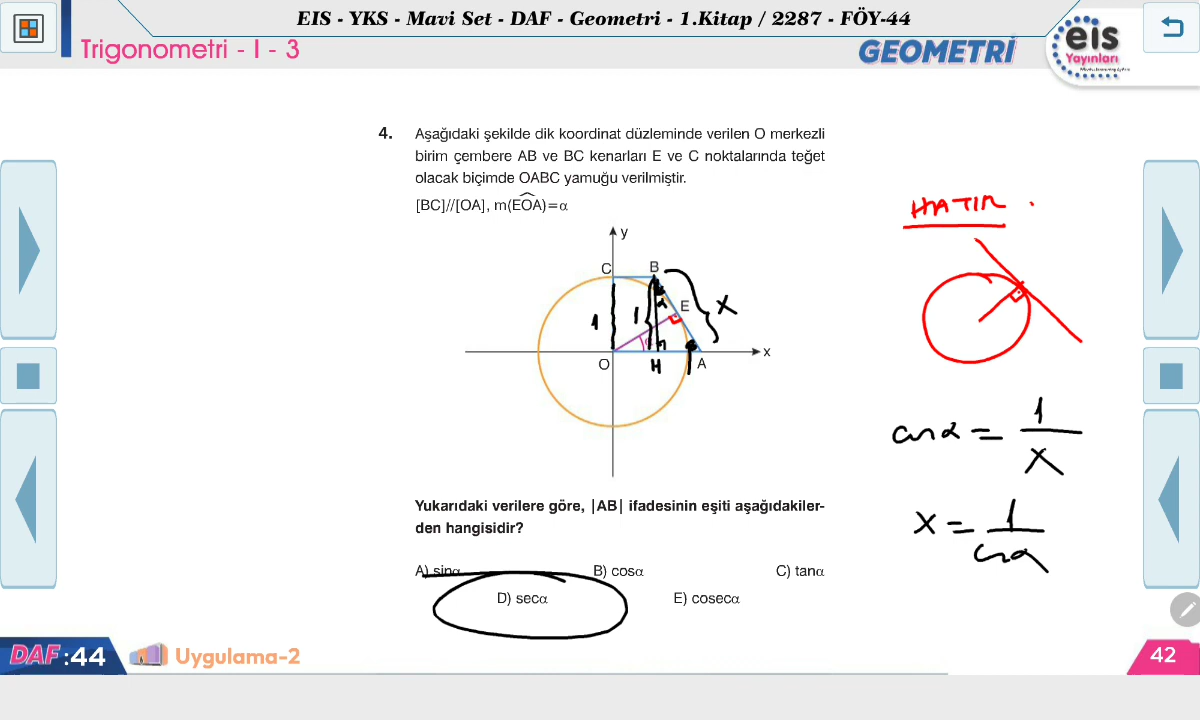 EIS - YKS - Mavi Set - DAF - Geometri - 1.Kitap / 2287 - FÖY-44
Trigonometri - I - 3
GEOMETRİ
eis
Yayınları
4. Aşağıdaki şekilde dik koordinat düzleminde verilen O merkezli
birim çembere AB ve BC kenarları E ve C noktalarında teğet
olacak biçimde OABC yamuğu verilmiştir.
[BC]//[OA], m(EOA)=α
HATIR .
y
C B
E
X
1 1 α
α
O H A x
cosα = 1/x
x = 1/cosα
Yukarıdaki verilere göre, |AB| ifadesinin eşiti aşağıdakiler-
den hangisidir?
A) sinα B) cosα C) tanα
D) secα E) cosecα
DAF:44 Uygulama-2
42